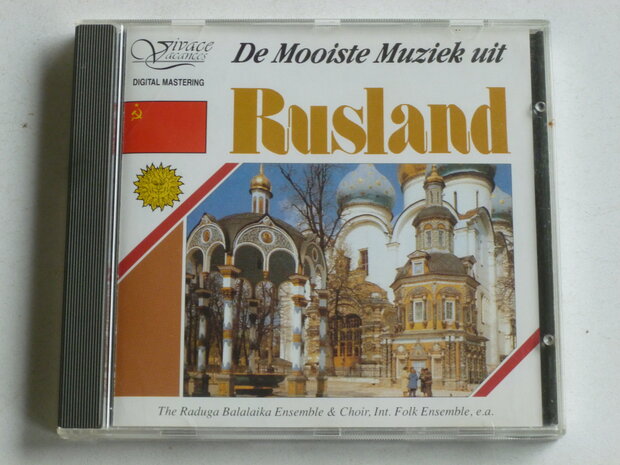 Vivace
Vacances
DIGITAL MASTERING
De Mooiste Muziek uit
Rusland
The Raduga Balalaika Ensemble & Choir, Int. Folk Ensemble, e.a.